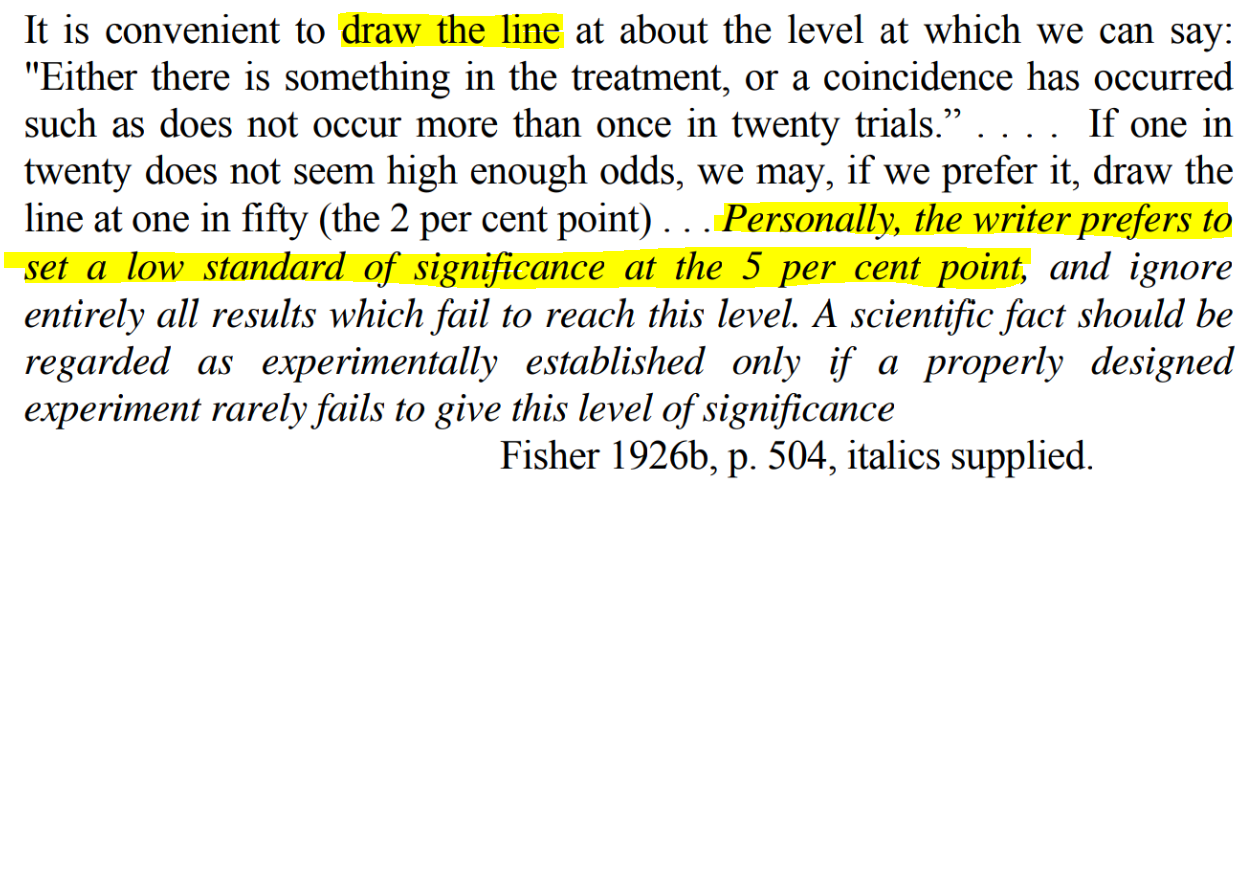 It is convenient to draw the line at about the level at which we can say:
"Either there is something in the treatment, or a coincidence has occurred
such as does not occur more than once in twenty trials.” . . . . If one in
twenty does not seem high enough odds, we may, if we prefer it, draw the
line at one in fifty (the 2 per cent point) . . . Personally, the writer prefers to
set a low standard of significance at the 5 per cent point, and ignore
entirely all results which fail to reach this level. A scientific fact should be
regarded as experimentally established only if a properly designed
experiment rarely fails to give this level of significance
Fisher 1926b, p. 504, italics supplied.